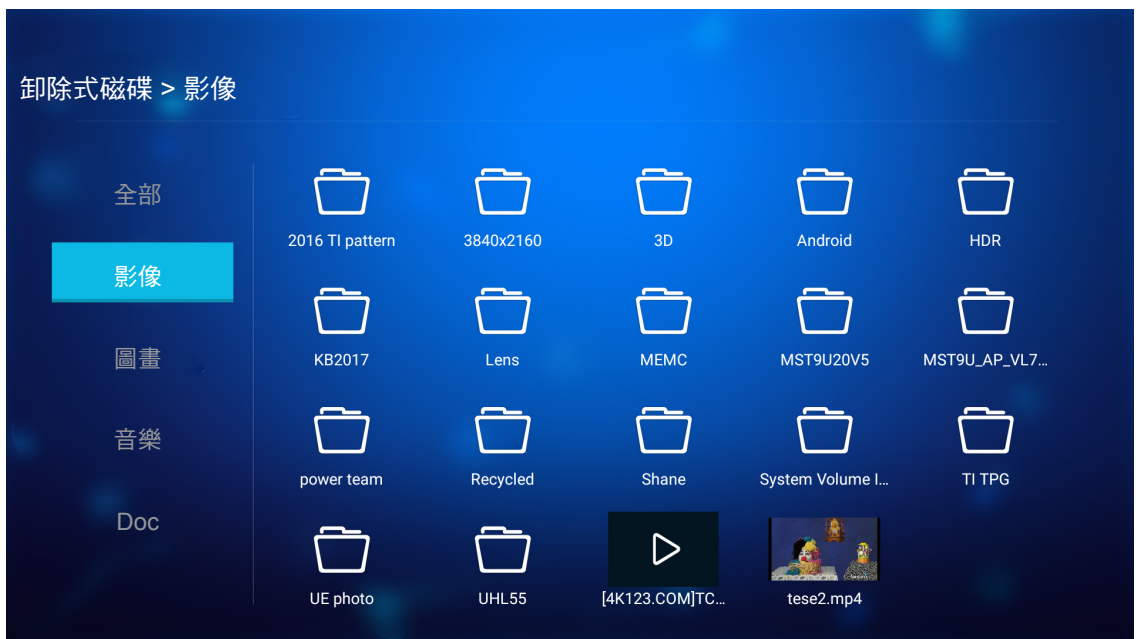 卸除式磁碟 > 影像
全部
影像
圖畫
音樂
Doc
2016 TI pattern
3840x2160
3D
Android
HDR
KB2017
Lens
MEMC
MST9U20V5
MST9U_AP_VL7...
power team
Recycled
Shane
System Volume I...
TI TPG
UE photo
UHL55
[4K123.COM]TC...
tese2.mp4